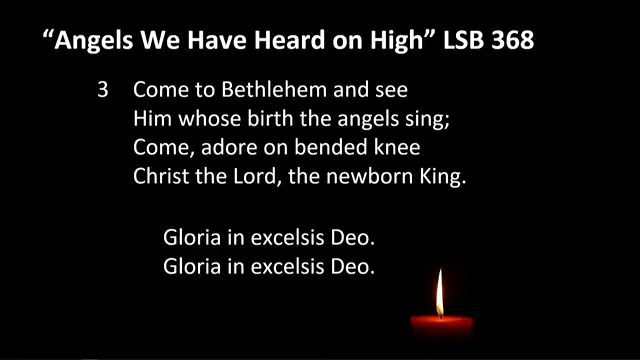 “Angels We Have Heard on High” LSB 368
3 Come to Bethlehem and see
Him whose birth the angels sing;
Come, adore on bended knee
Christ the Lord, the newborn King.
Gloria in excelsis Deo.
Gloria in excelsis Deo.